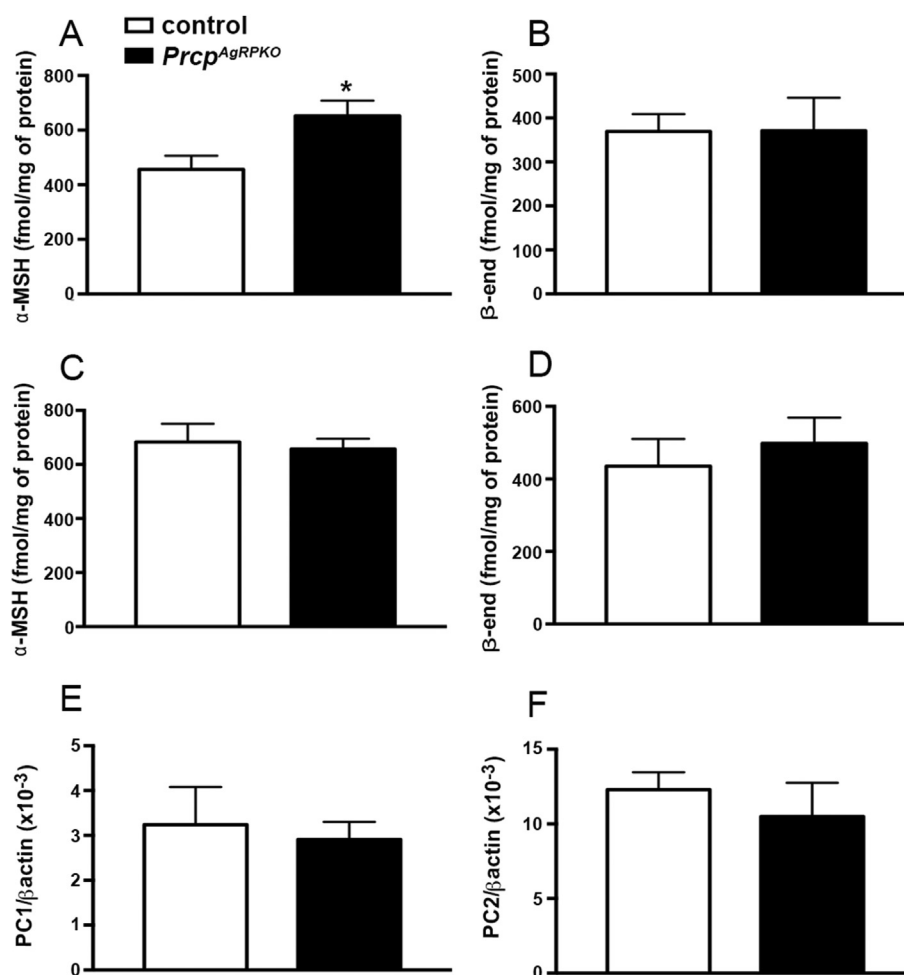 control
Prcp^AgRPKO
A
α-MSH (fmol/mg of protein)
800
600
400
200
0
*
B
β-end (fmol/mg of protein)
500
400
300
200
100
0
C
α-MSH (fmol/mg of protein)
800
600
400
200
0
D
β-end (fmol/mg of protein)
600
400
200
0
E
PC1/βactin (x10-3)
5
4
3
2
1
0
F
PC2/βactin (x10-3)
15
10
5
0